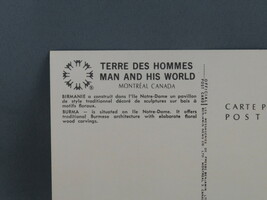 TERRE DES HOMMES
MAN AND HIS WORLD
MONTRÉAL CANADA
BIRMANIE a construit dans l'île Notre-Dame un pavillon
de style traditionnel décoré de sculptures sur bois à
motifs floraux.
BURMA — is situated on Ile Notre-Dame. It offers
traditional Burmese architecture with elaborate floral
wood carvings.
CARTE P
POST